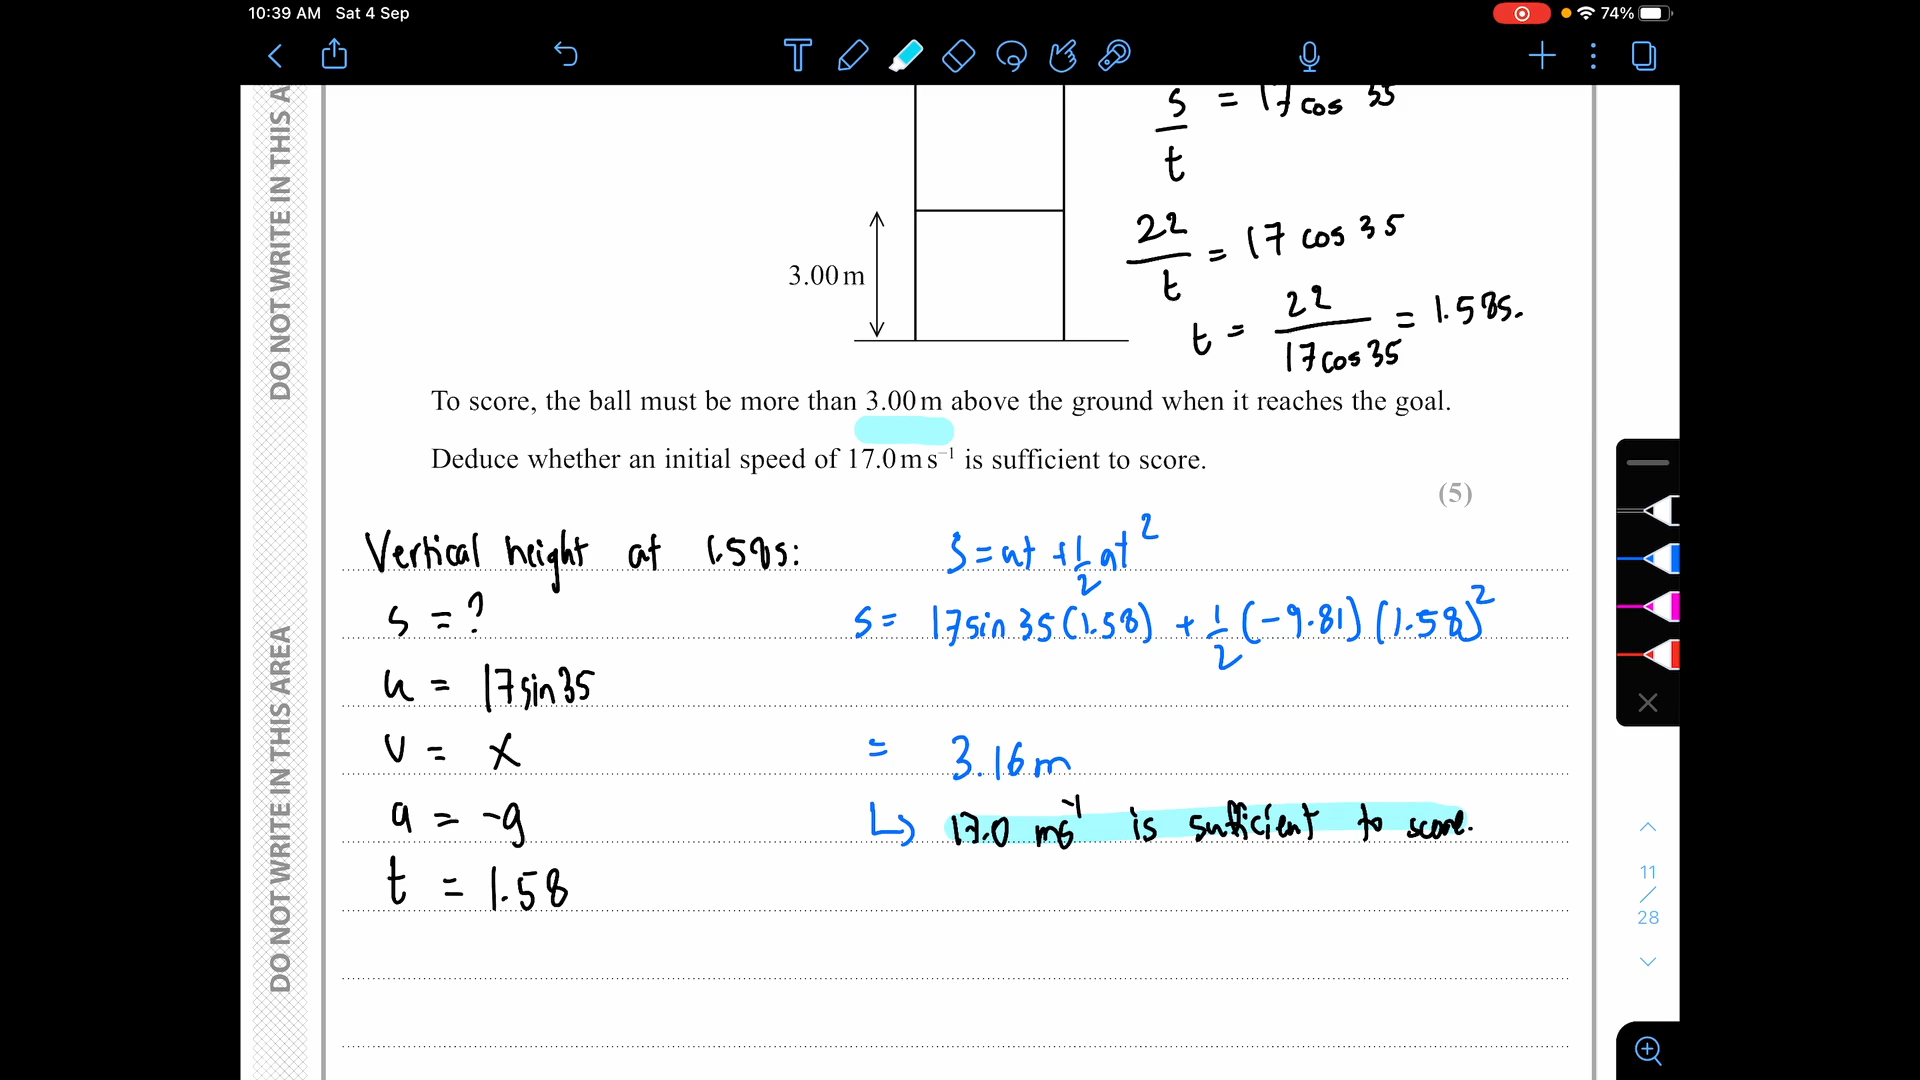 10:39 AM Sat 4 Sep
74%
DO NOT WRITE IN THIS A
s/t = 17 cos 35
22/t = 17 cos 35
3.00 m
t = 22/17cos35 = 1.58s.
To score, the ball must be more than 3.00 m above the ground when it reaches the goal.
Deduce whether an initial speed of 17.0 m s⁻¹ is sufficient to score.
(5)
Vertical height at 1.58s:
s = ?
u = 17sin35
v = X
a = -g
t = 1.58
S = ut + ½ at²
s = 17sin 35(1.58) + ½ (-9.81) (1.58)²
= 3.16m
17.0 ms⁻¹ is sufficient to score.
DO NOT WRITE IN THIS AREA
11
/
28